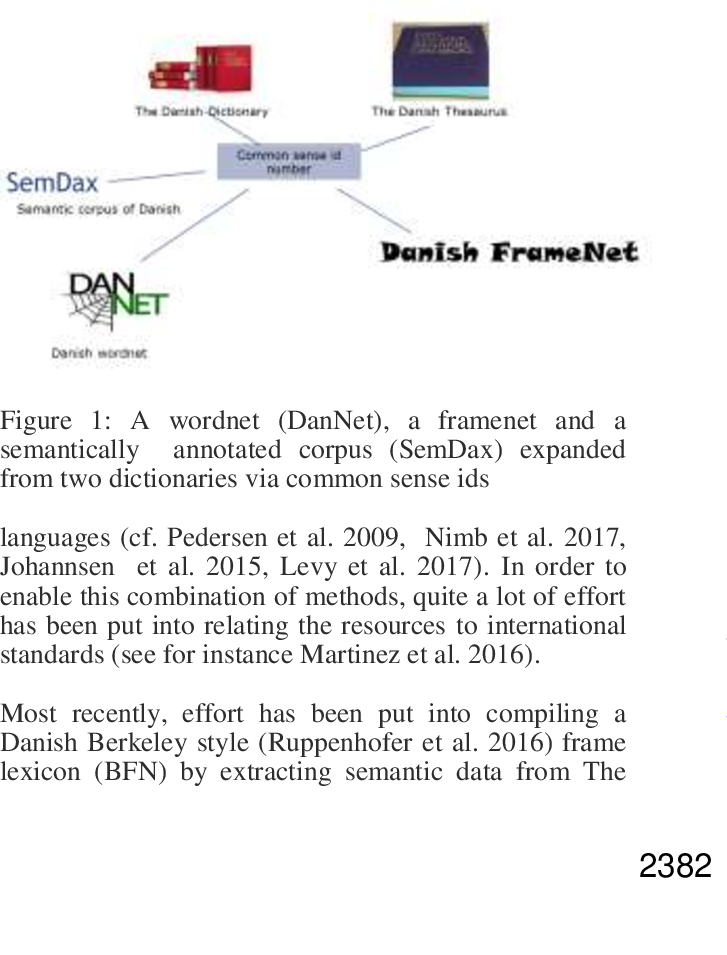 The Danish Dictionary
The Danish Thesaurus
Common sense id
number
SemDax
Semantic corpus of Danish
Danish FrameNet
DAN
NET
Danish wordnet
Figure 1: A wordnet (DanNet), a framenet and a
semantically annotated corpus (SemDax) expanded
from two dictionaries via common sense ids
languages (cf. Pedersen et al. 2009, Nimb et al. 2017,
Johannsen et al. 2015, Levy et al. 2017). In order to
enable this combination of methods, quite a lot of effort
has been put into relating the resources to international
standards (see for instance Martinez et al. 2016).
Most recently, effort has been put into compiling a
Danish Berkeley style (Ruppenhofer et al. 2016) frame
lexicon (BFN) by extracting semantic data from The
2382